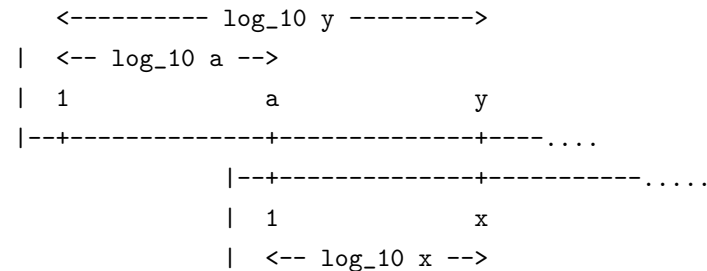 <---------- log_10 y --------->
| <-- log_10 a -->
| 1 a y
|--+--------------+--------------+----....
|--+--------------+-----------.....
| 1 x
| <-- log_10 x -->